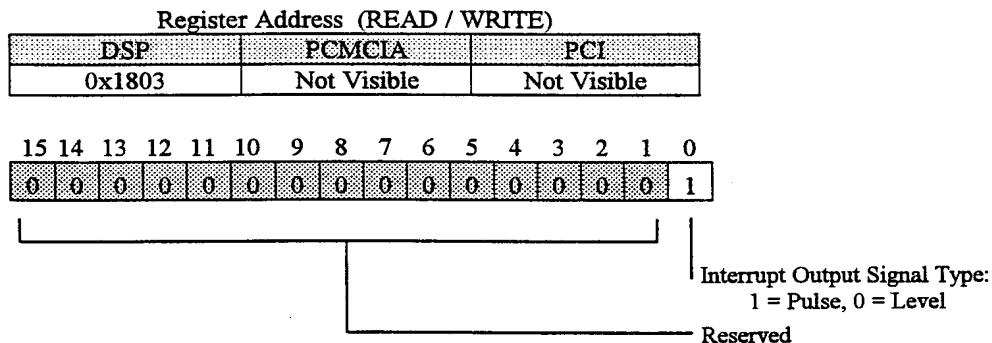 Register Address (READ / WRITE)
DSP PCMCIA PCI
0x1803 Not Visible Not Visible
15 14 13 12 11 10 9 8 7 6 5 4 3 2 1 0
0 0 0 0 0 0 0 0 0 0 0 0 0 0 0 1
Interrupt Output Signal Type:
1 = Pulse, 0 = Level
Reserved